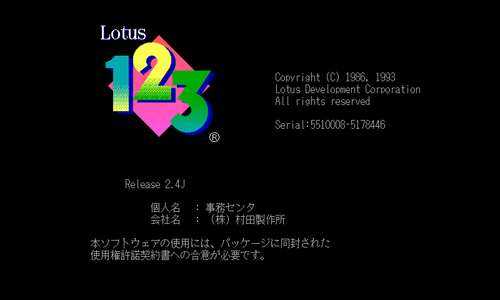 Lotus
123
®
Copyright (C) 1986, 1993
Lotus Development Corporation
All rights reserved
Serial:5510008-5178446
Release 2.4J
個人名 : 事務センタ
会社名 : (株) 村田製作所
本ソフトウェアの使用には、パッケージに同封された
使用権許諾契約書への合意が必要です。